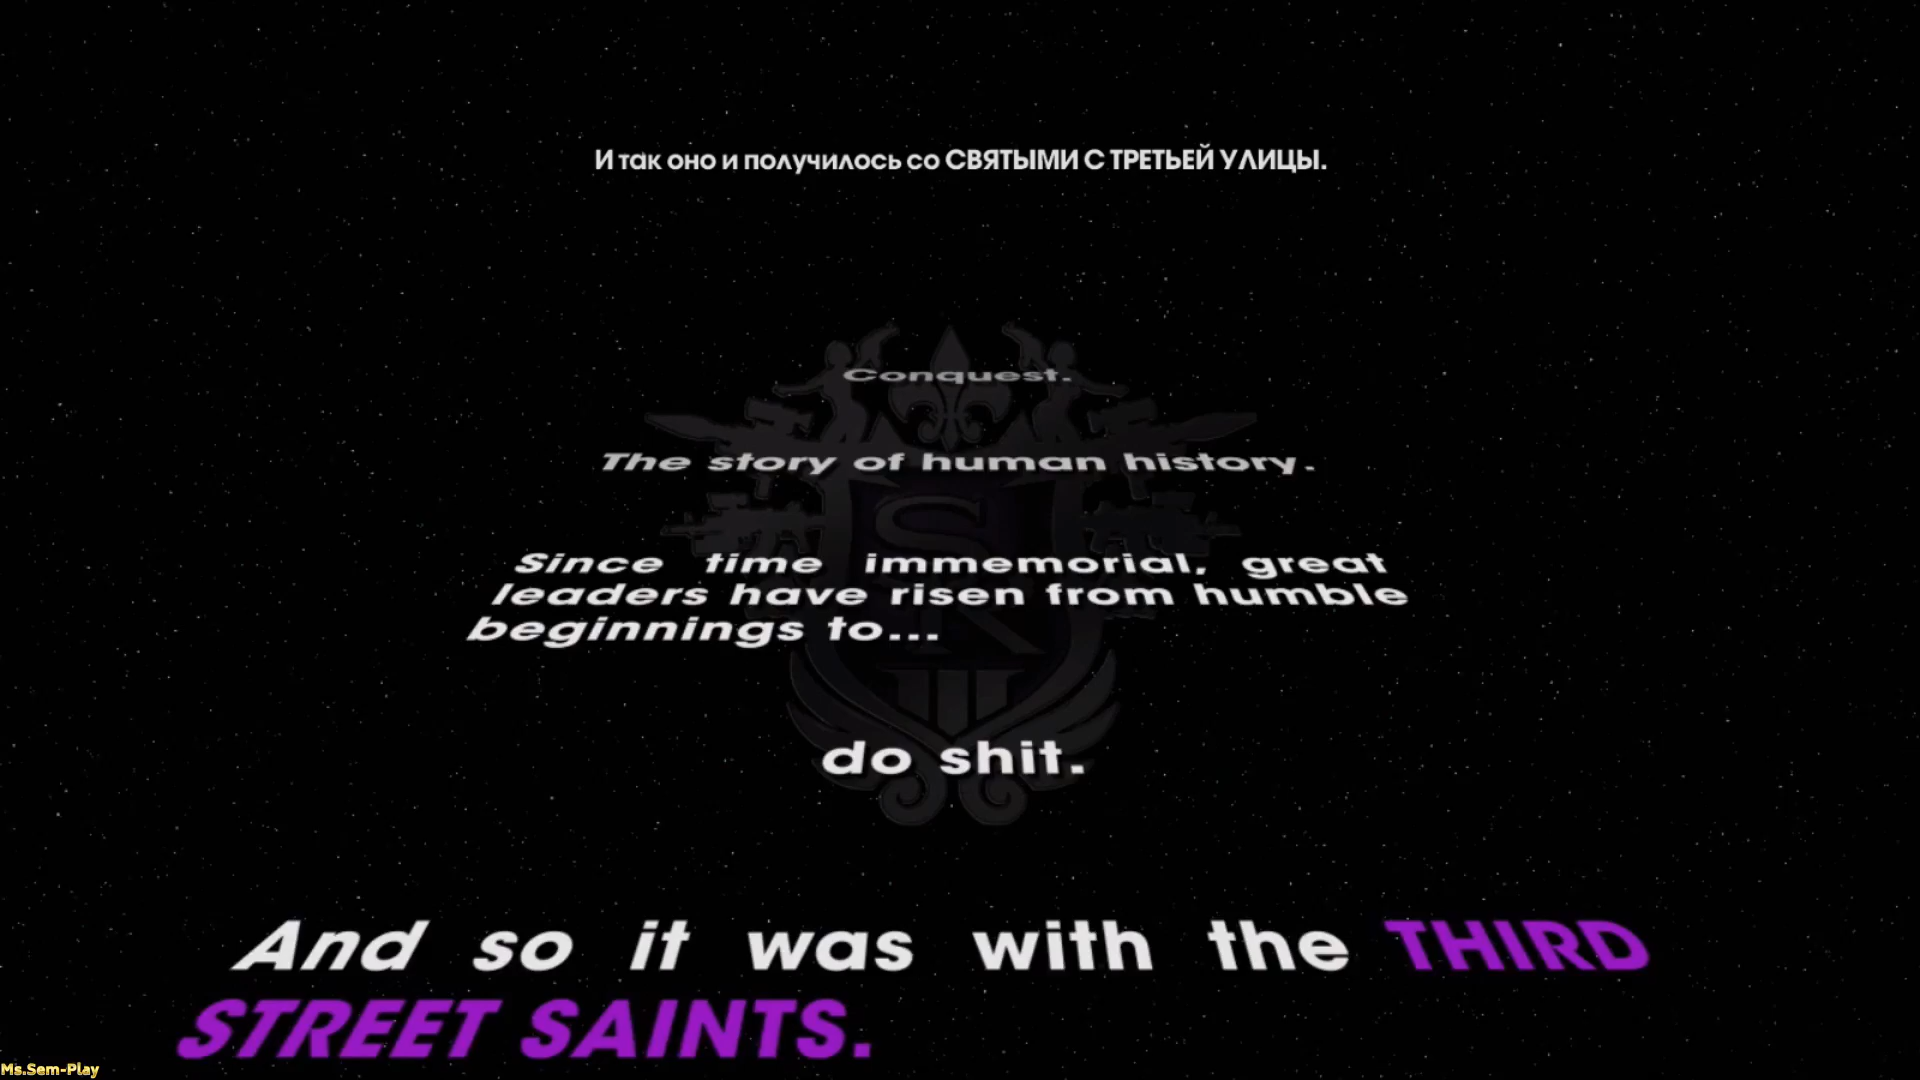 И так оно и получилось со СВЯТЫМИ С ТРЕТЬЕЙ УЛИЦЫ.
Conquest.
The story of human history.
Since time immemorial, great
leaders have risen from humble
beginnings to...
do shit.
And so it was with the THIRD
STREET SAINTS.
SR
Ms.Sem-Play